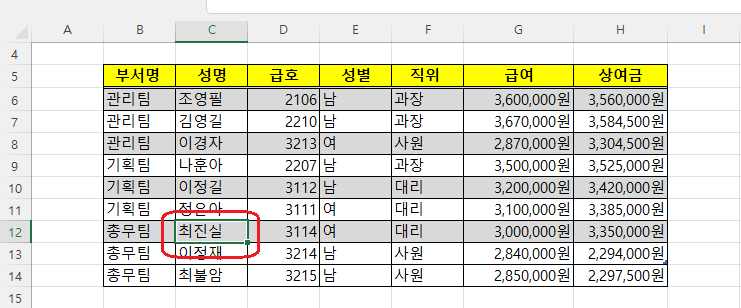 A B C D E F G H I
4
5 부서명 성명 급호 성별 직위 급여 상여금
6 관리팀 조영필 2106 남 과장 3,600,000원 3,560,000원
7 관리팀 김영길 2210 남 과장 3,670,000원 3,584,500원
8 관리팀 이경자 3213 여 사원 2,870,000원 3,304,500원
9 기획팀 나훈아 2207 남 과장 3,500,000원 3,525,000원
10 기획팀 이정길 3112 남 대리 3,200,000원 3,420,000원
11 기획팀 정은아 3111 여 대리 3,100,000원 3,385,000원
12 총무팀 최진실 3114 여 대리 3,000,000원 3,350,000원
13 총무팀 이정재 3214 남 사원 2,840,000원 2,294,000원
14 총무팀 최불암 3215 남 사원 2,850,000원 2,297,500원
15